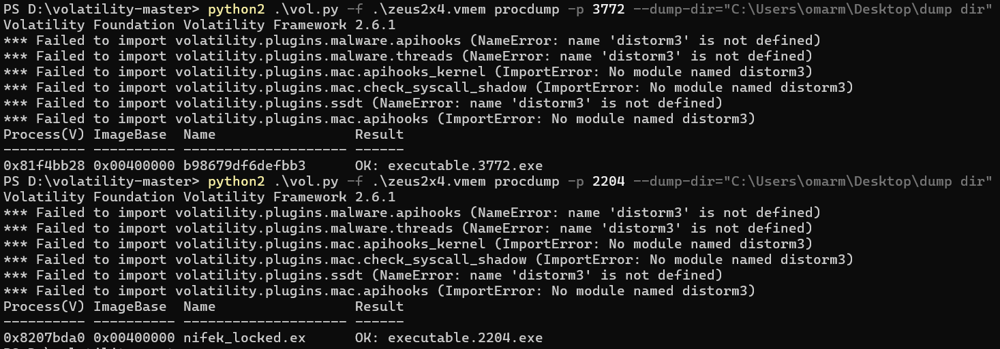 PS D:\volatility-master> python2 .\vol.py -f .\zeus2x4.vmem procdump -p 3772 --dump-dir="C:\Users\omarm\Desktop\dump dir"
Volatility Foundation Volatility Framework 2.6.1
*** Failed to import volatility.plugins.malware.apihooks (NameError: name 'distorm3' is not defined)
*** Failed to import volatility.plugins.malware.threads (NameError: name 'distorm3' is not defined)
*** Failed to import volatility.plugins.mac.apihooks_kernel (ImportError: No module named distorm3)
*** Failed to import volatility.plugins.mac.check_syscall_shadow (ImportError: No module named distorm3)
*** Failed to import volatility.plugins.ssdt (NameError: name 'distorm3' is not defined)
*** Failed to import volatility.plugins.mac.apihooks (ImportError: No module named distorm3)
Process(V) ImageBase  Name                 Result
---------- ---------- -------------------- ------
0x81f4bb28 0x00400000 b98679df6defbb3      OK: executable.3772.exe
PS D:\volatility-master> python2 .\vol.py -f .\zeus2x4.vmem procdump -p 2204 --dump-dir="C:\Users\omarm\Desktop\dump dir"
Volatility Foundation Volatility Framework 2.6.1
*** Failed to import volatility.plugins.malware.apihooks (NameError: name 'distorm3' is not defined)
*** Failed to import volatility.plugins.malware.threads (NameError: name 'distorm3' is not defined)
*** Failed to import volatility.plugins.mac.apihooks_kernel (ImportError: No module named distorm3)
*** Failed to import volatility.plugins.mac.check_syscall_shadow (ImportError: No module named distorm3)
*** Failed to import volatility.plugins.ssdt (NameError: name 'distorm3' is not defined)
*** Failed to import volatility.plugins.mac.apihooks (ImportError: No module named distorm3)
Process(V) ImageBase  Name                 Result
---------- ---------- -------------------- ------
0x8207bda0 0x00400000 nifek_locked.ex      OK: executable.2204.exe